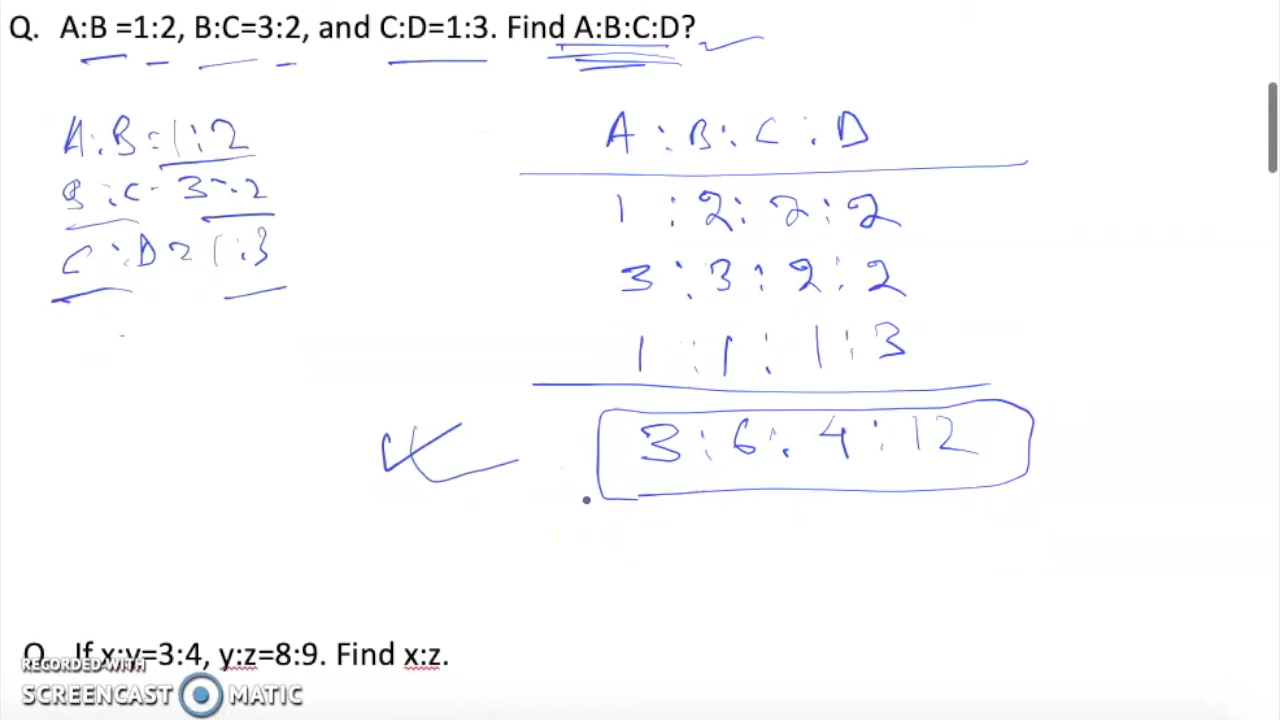 Q. A:B =1:2, B:C=3:2, and C:D=1:3. Find A:B:C:D?
A:B=1:2
B:C-3:2
C:D=1:3
A:B:C:D
1:2:2:2
3:3:2:2
1:1:1:3
3:6:4:12
Q. If x:y=3:4, y:z=8:9. Find x:z.
RECORDED WITH
SCREENCAST MATIC